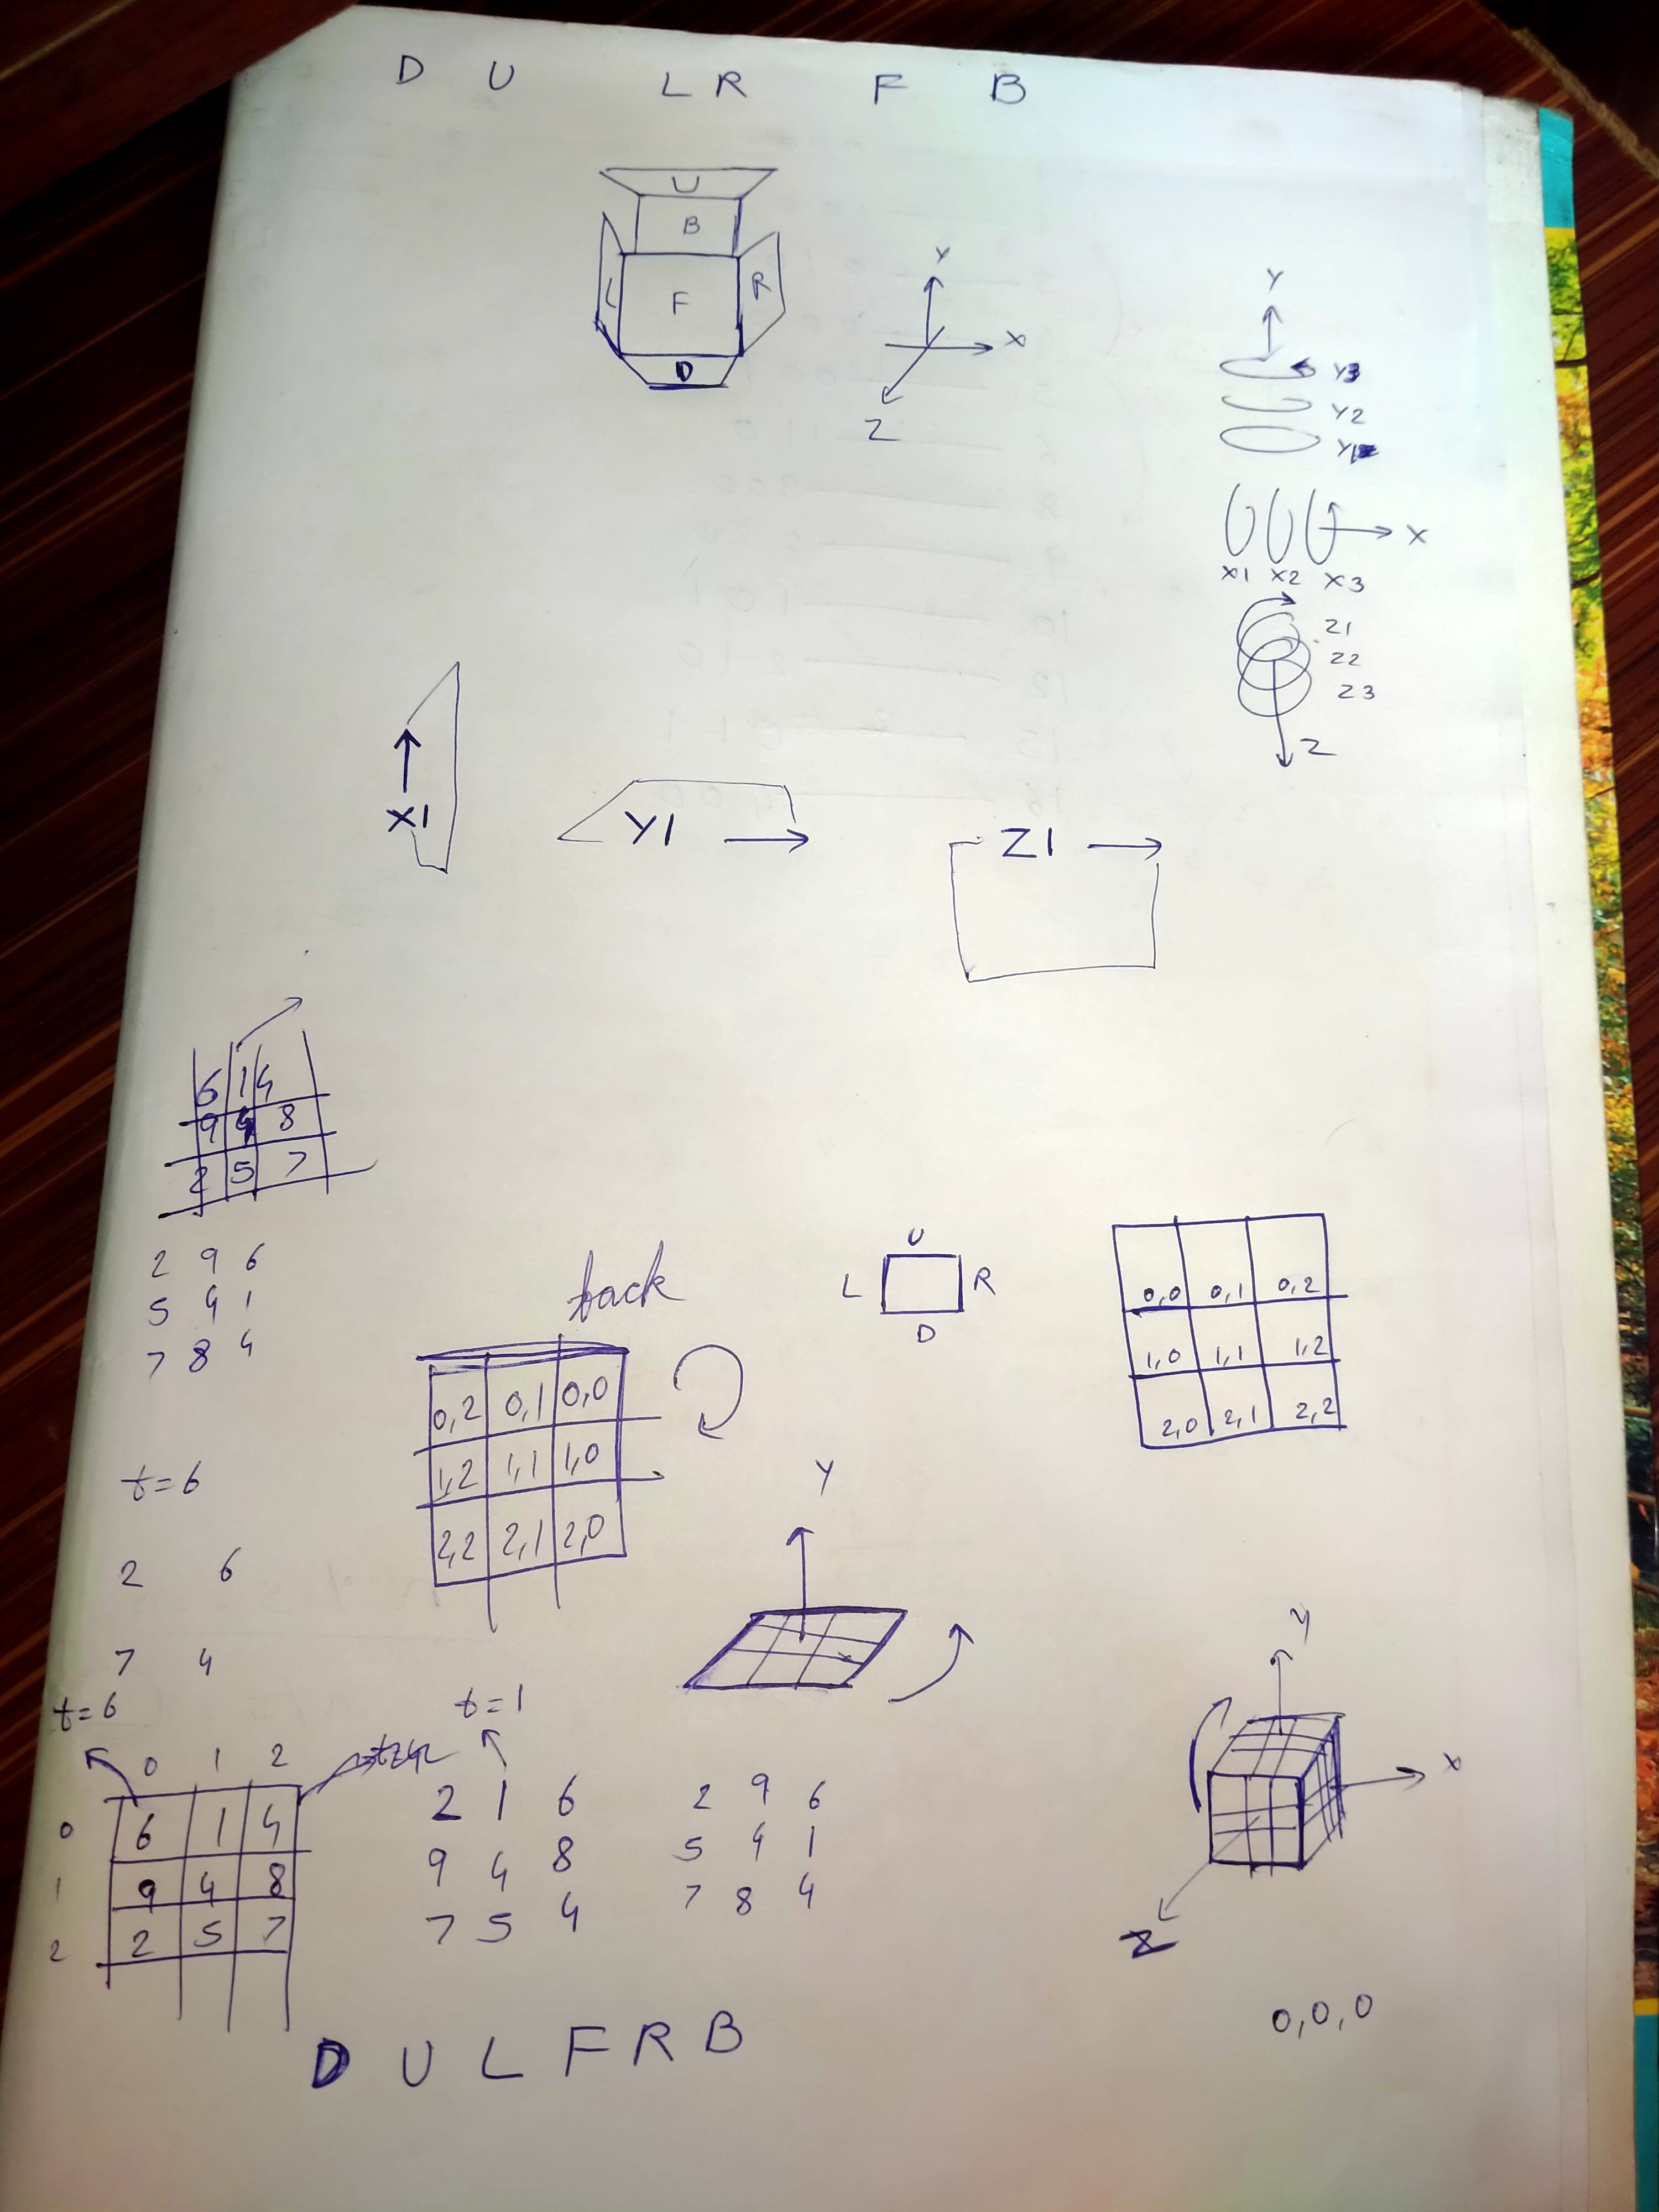 D U L R F B
U
B
L F R
D
Y
X
Z
Y
Y3
Y2
Y1
X
X1 X2 X3
Z1
Z2
Z3
Z
X1
Y1
Z1
6 1 4
9 4 8
2 5 7
2 9 6
5 4 1
7 8 4
back
0,2 0,1 0,0
1,2 1,1 1,0
2,2 2,1 2,0
U
L R
D
0,0 0,1 0,2
1,0 1,1 1,2
2,0 2,1 2,2
t=6
2 6
7 4
Y
t=6
t=1
0 1 2
0 6 1 4
1 9 4 8
2 2 5 7
2 1 6
9 4 8
7 5 4
2 9 6
5 4 1
7 8 4
y
x
Z
0,0,0
D U L F R B